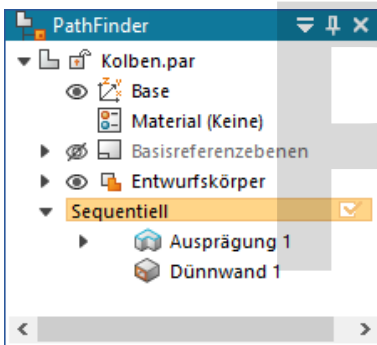 PathFinder
Kolben.par
Base
Material (Keine)
Basisreferenzebenen
Entwurfskörper
Sequentiell
Ausprägung 1
Dünnwand 1